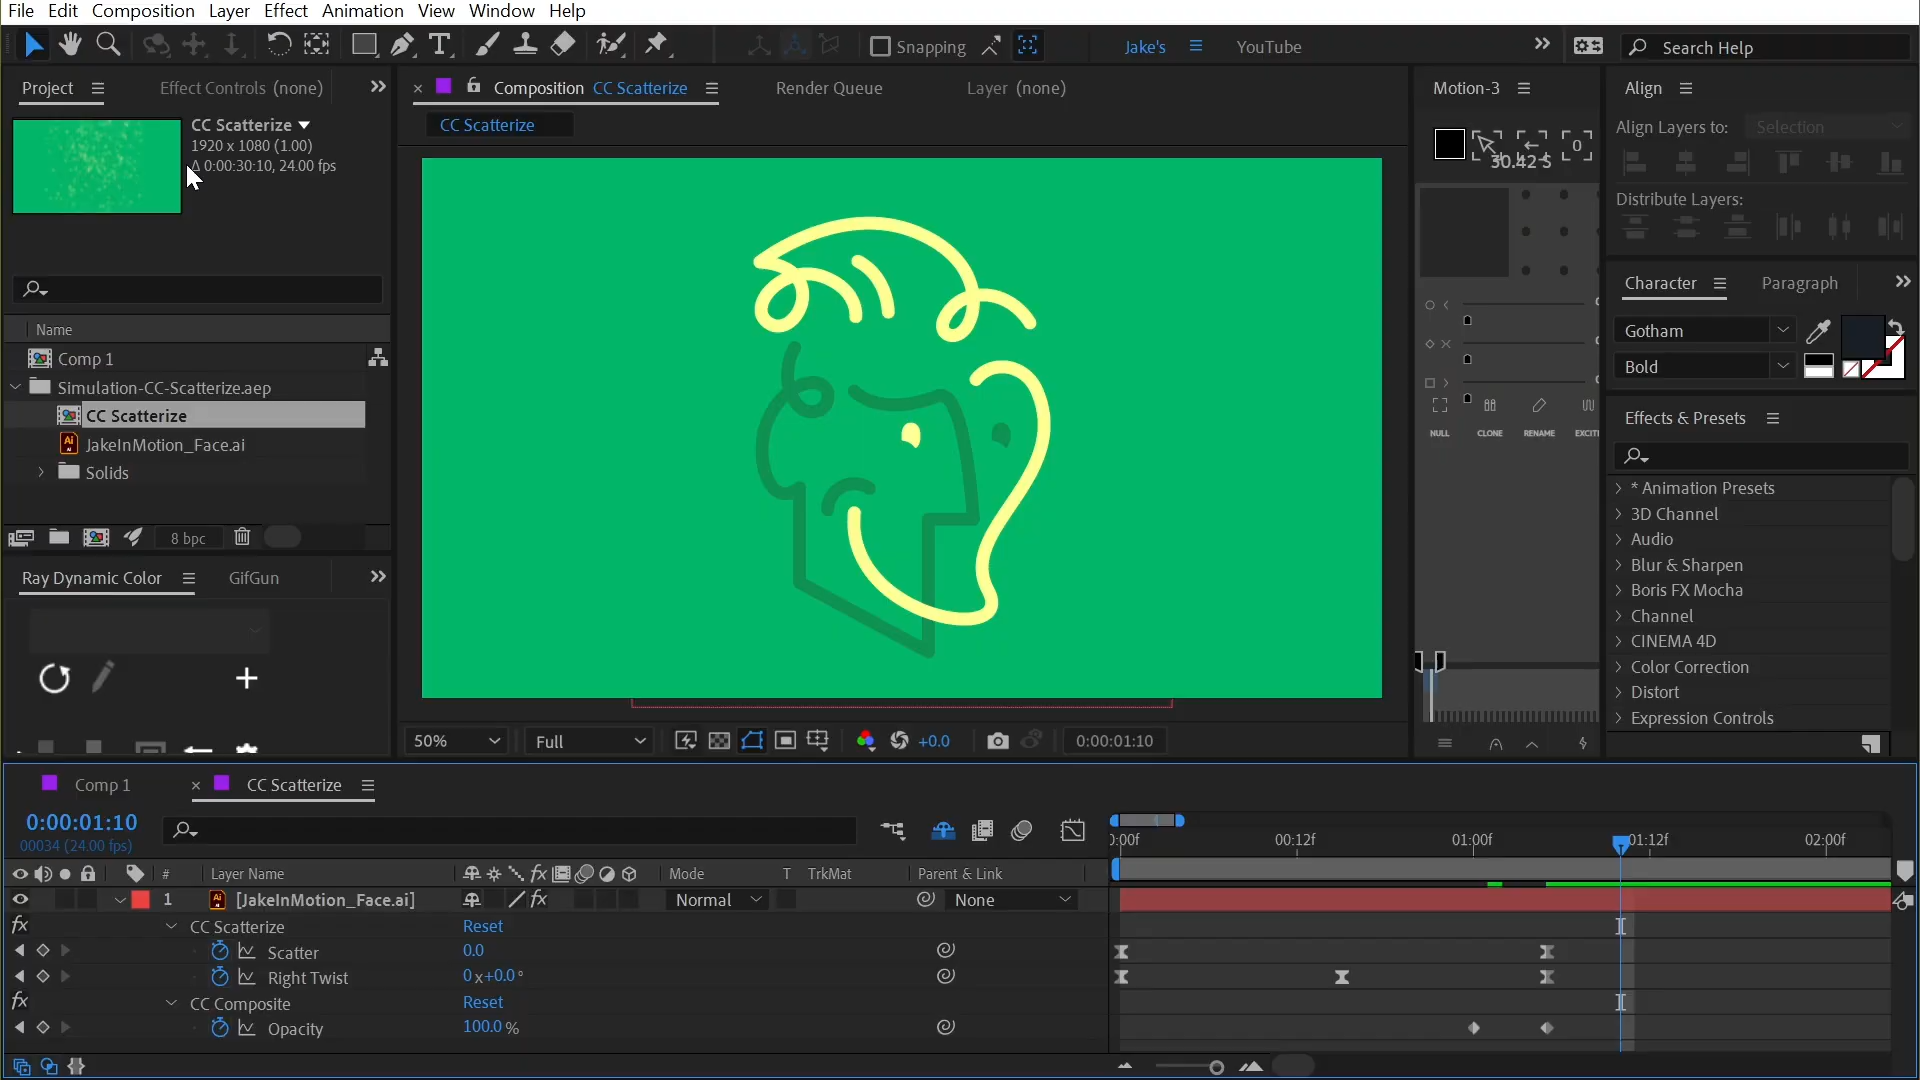 File Edit Composition Layer Effect Animation View Window Help
Snapping
Jake's
YouTube
Search Help
Project
Effect Controls (none)
Composition CC Scatterize
Render Queue
Layer (none)
Motion-3
Align
CC Scatterize
1920 x 1080 (1.00)
Δ 0:00:30:10, 24.00 fps
CC Scatterize
Align Layers to: Selection
0
30.42 S
Distribute Layers:
Name
Comp 1
Simulation-CC-Scatterize.aep
CC Scatterize
JakeInMotion_Face.ai
Solids
8 bpc
Character
Paragraph
Gotham
Bold
NULL CLONE RENAME EXCIT
Effects & Presets
* Animation Presets
3D Channel
Audio
Blur & Sharpen
Boris FX Mocha
Channel
CINEMA 4D
Color Correction
Distort
Expression Controls
Ray Dynamic Color
GifGun
50%
Full
+0.0
0:00:01:10
Comp 1
CC Scatterize
0:00:01:10
00034 (24.00 fps)
0:00f 00:12f 01:00f 01:12f 02:00f
# Layer Name Mode T TrkMat Parent & Link
1 [JakeInMotion_Face.ai] Normal None
fx CC Scatterize Reset
Scatter 0.0
Right Twist 0x+0.0°
fx CC Composite Reset
Opacity 100.0 %